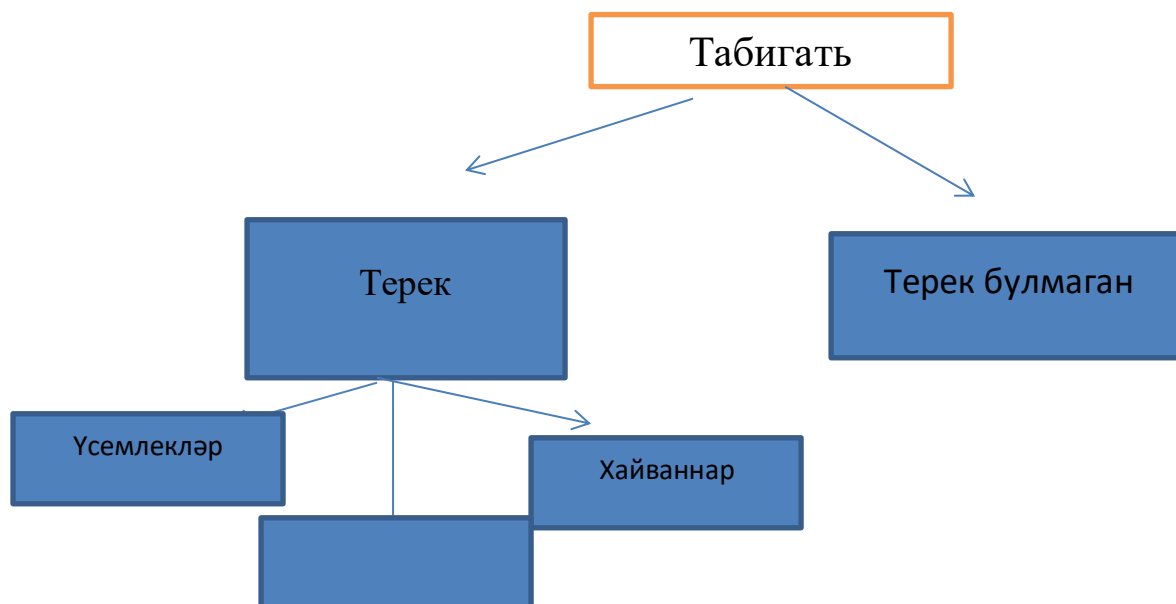 Табигать
Терек
Терек булмаган
Үсемлекләр
Хайваннар